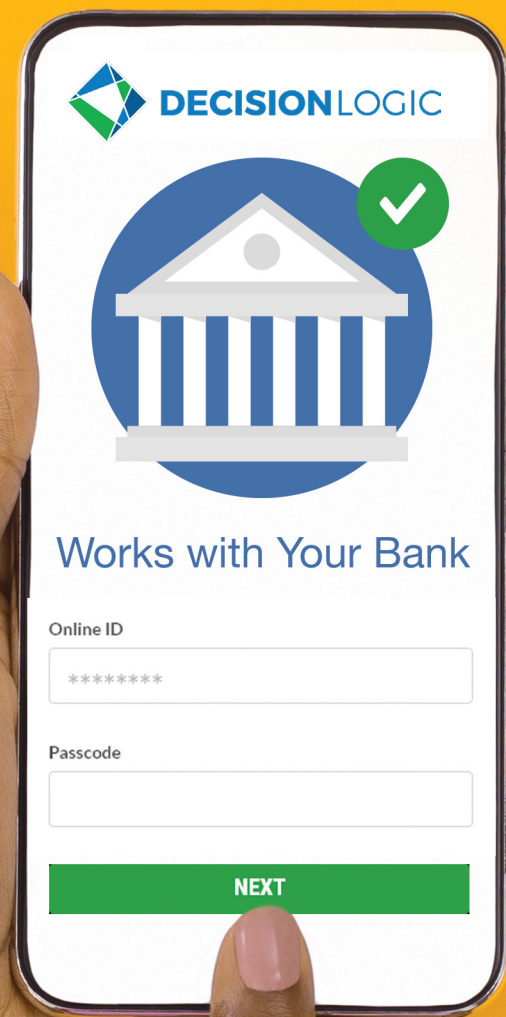 DECISIONLOGIC
Works with Your Bank
Online ID
********
Passcode
NEXT